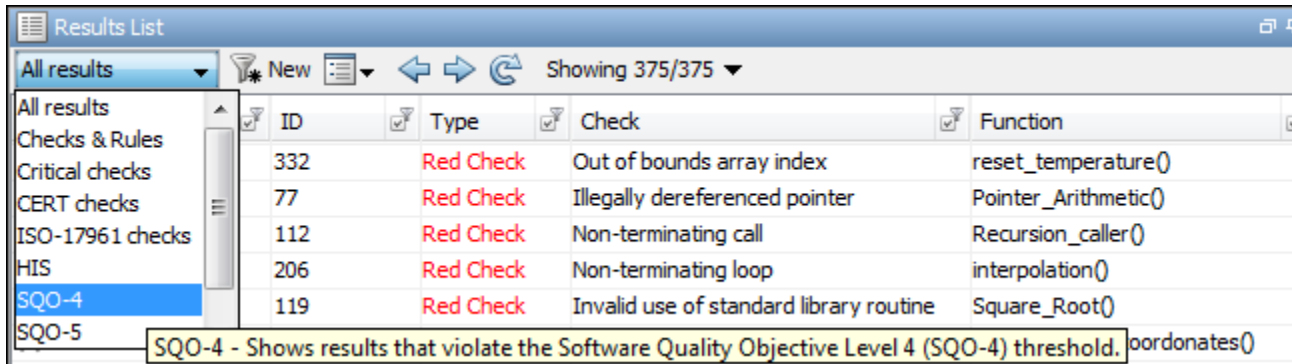 Results List
All results New Showing 375/375
All results
Checks & Rules
Critical checks
CERT checks
ISO-17961 checks
HIS
SQO-4
SQO-5
ID Type Check Function
332 Red Check Out of bounds array index reset_temperature()
77 Red Check Illegally dereferenced pointer Pointer_Arithmetic()
112 Red Check Non-terminating call Recursion_caller()
206 Red Check Non-terminating loop interpolation()
119 Red Check Invalid use of standard library routine Square_Root()
SQO-4 - Shows results that violate the Software Quality Objective Level 4 (SQO-4) threshold. oordonates()